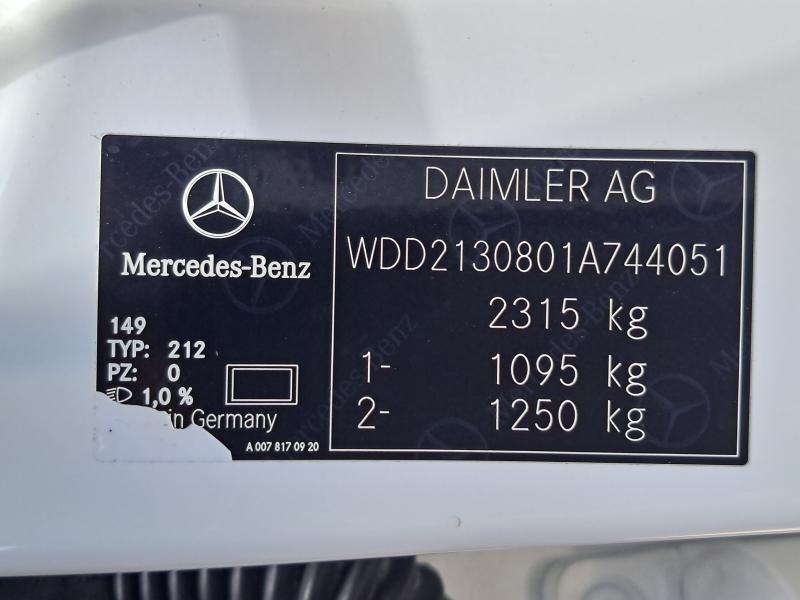 Mercedes-Benz
149
TYP: 212
PZ: 0
1,0 %
in Germany
A 007 817 09 20
DAIMLER AG
WDD2130801A744051
2315 kg
1- 1095 kg
2- 1250 kg